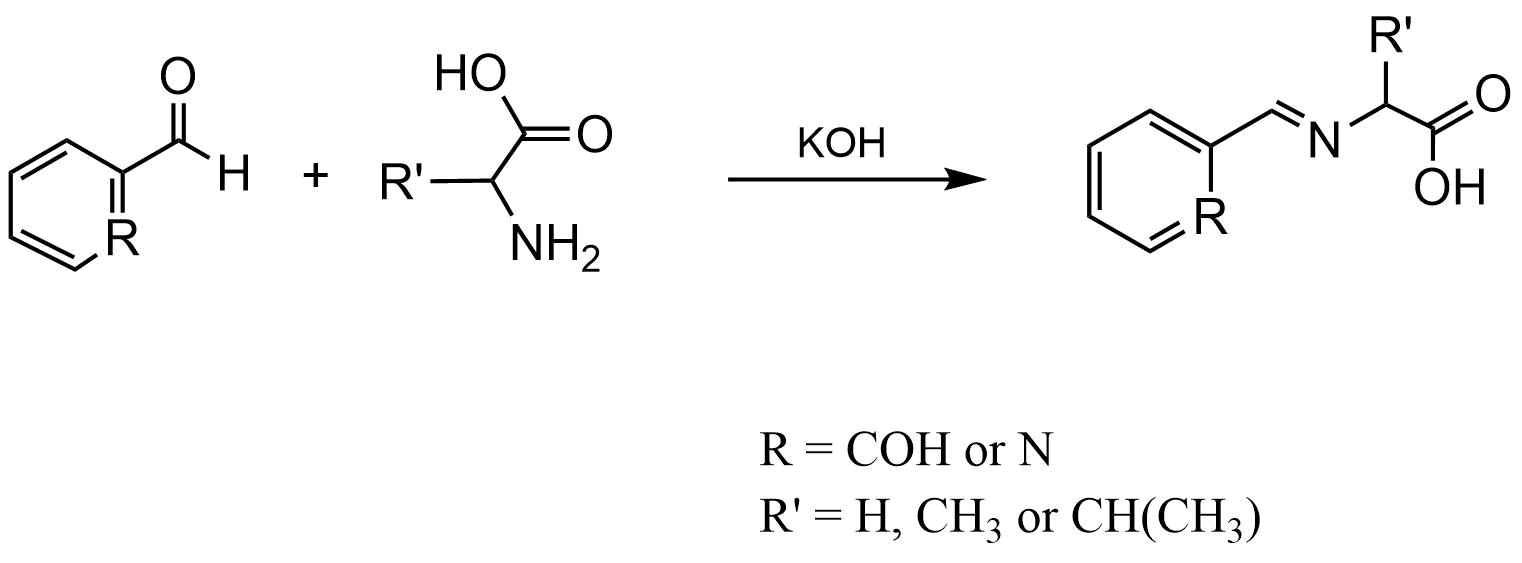 O
H
R
+
HO
O
R'
NH2
KOH
R'
O
N
OH
R
R = COH or N
R' = H, CH3 or CH(CH3)